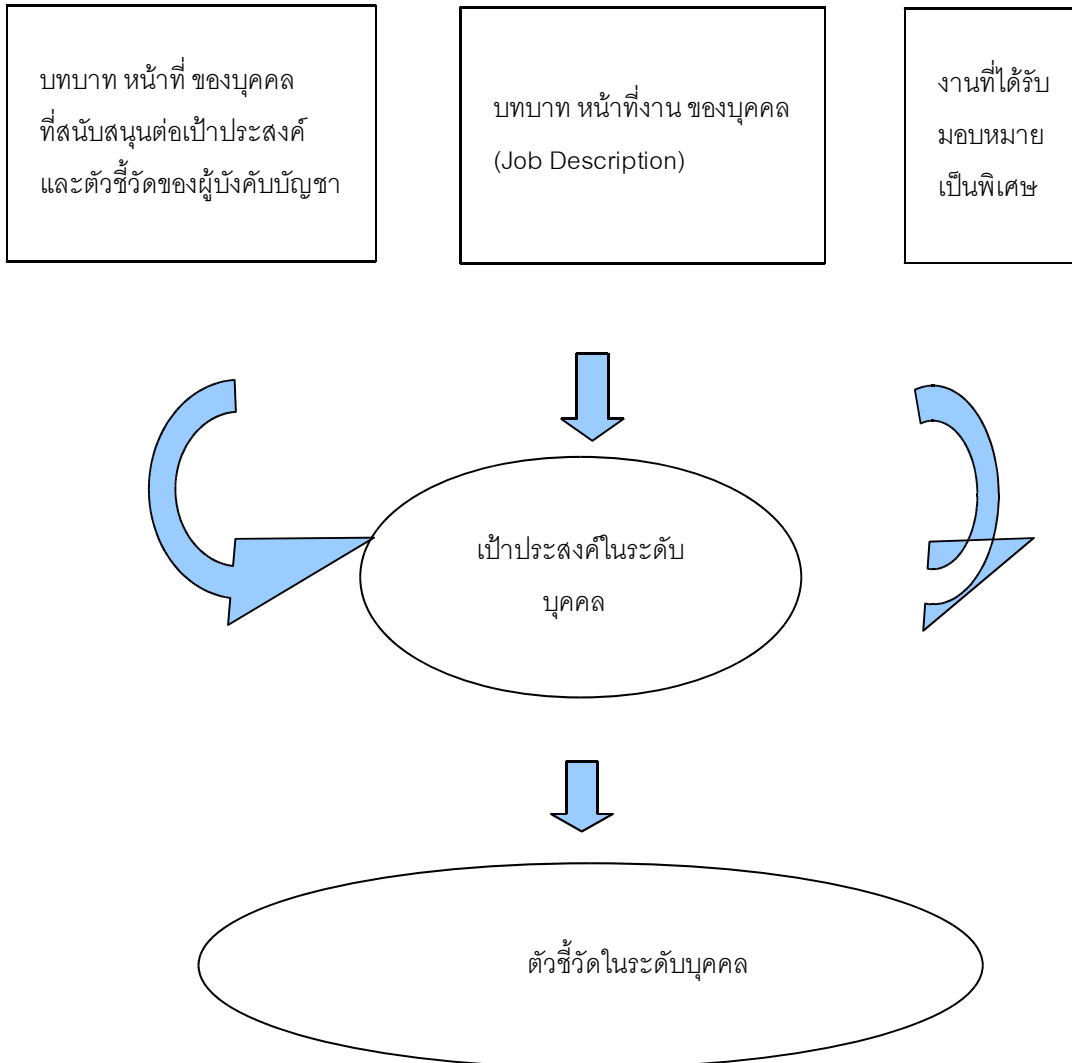 บทบาท หน้าที่ ของบุคคล
ที่สนับสนุนต่อเป้าประสงค์
และตัวชี้วัดของผู้บังคับบัญชา
บทบาท หน้าที่งาน ของบุคคล
(Job Description)
งานที่ได้รับ
มอบหมาย
เป็นพิเศษ
เป้าประสงค์ในระดับ
บุคคล
ตัวชี้วัดในระดับบุคคล